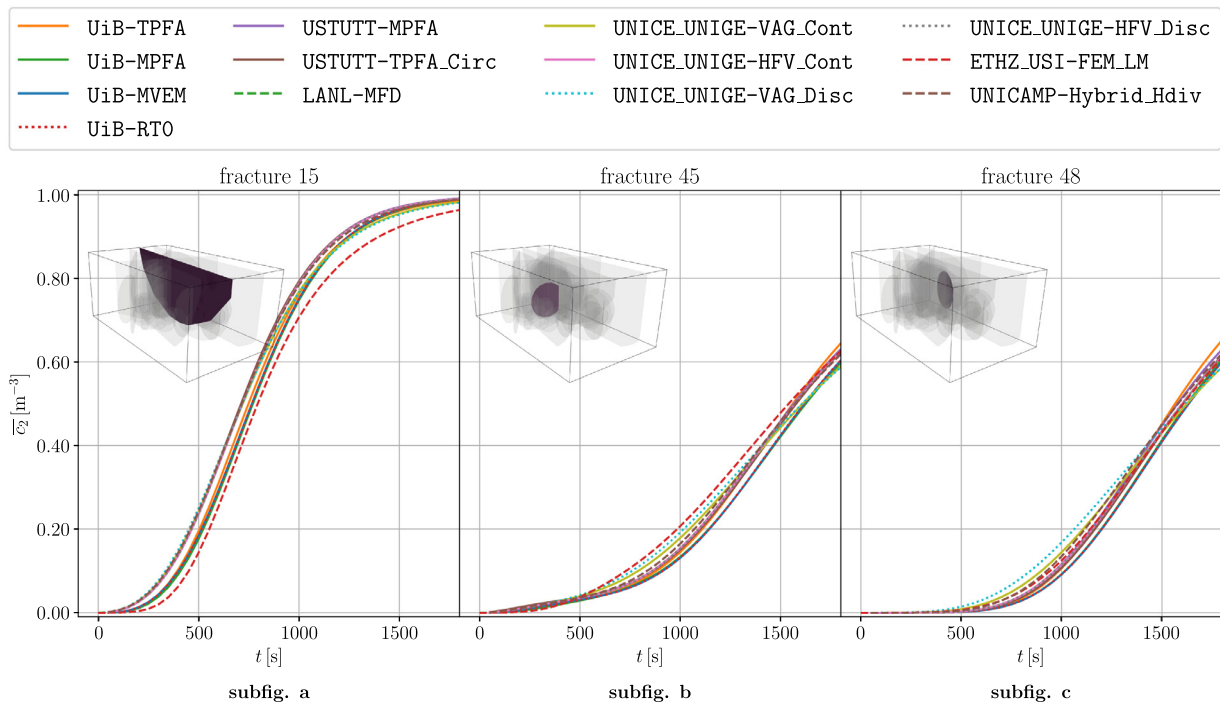 UiB-TPFA USTUTT-MPFA UNICE_UNIGE-VAG_Cont UNICE_UNIGE-HFV_Disc
UiB-MPFA USTUTT-TPFA_Circ UNICE_UNIGE-HFV_Cont ETHZ_USI-FEM_LM
UiB-MVEM LANL-MFD UNICE_UNIGE-VAG_Disc UNICAMP-Hybrid_Hdiv
UiB-RT0
fracture 15 fracture 45 fracture 48
1.00
0.80
0.60
0.40
0.20
0.00
c̅₂ [m⁻³]
0 500 1000 1500 0 500 1000 1500 0 500 1000 1500
t [s] t [s] t [s]
subfig. a subfig. b subfig. c